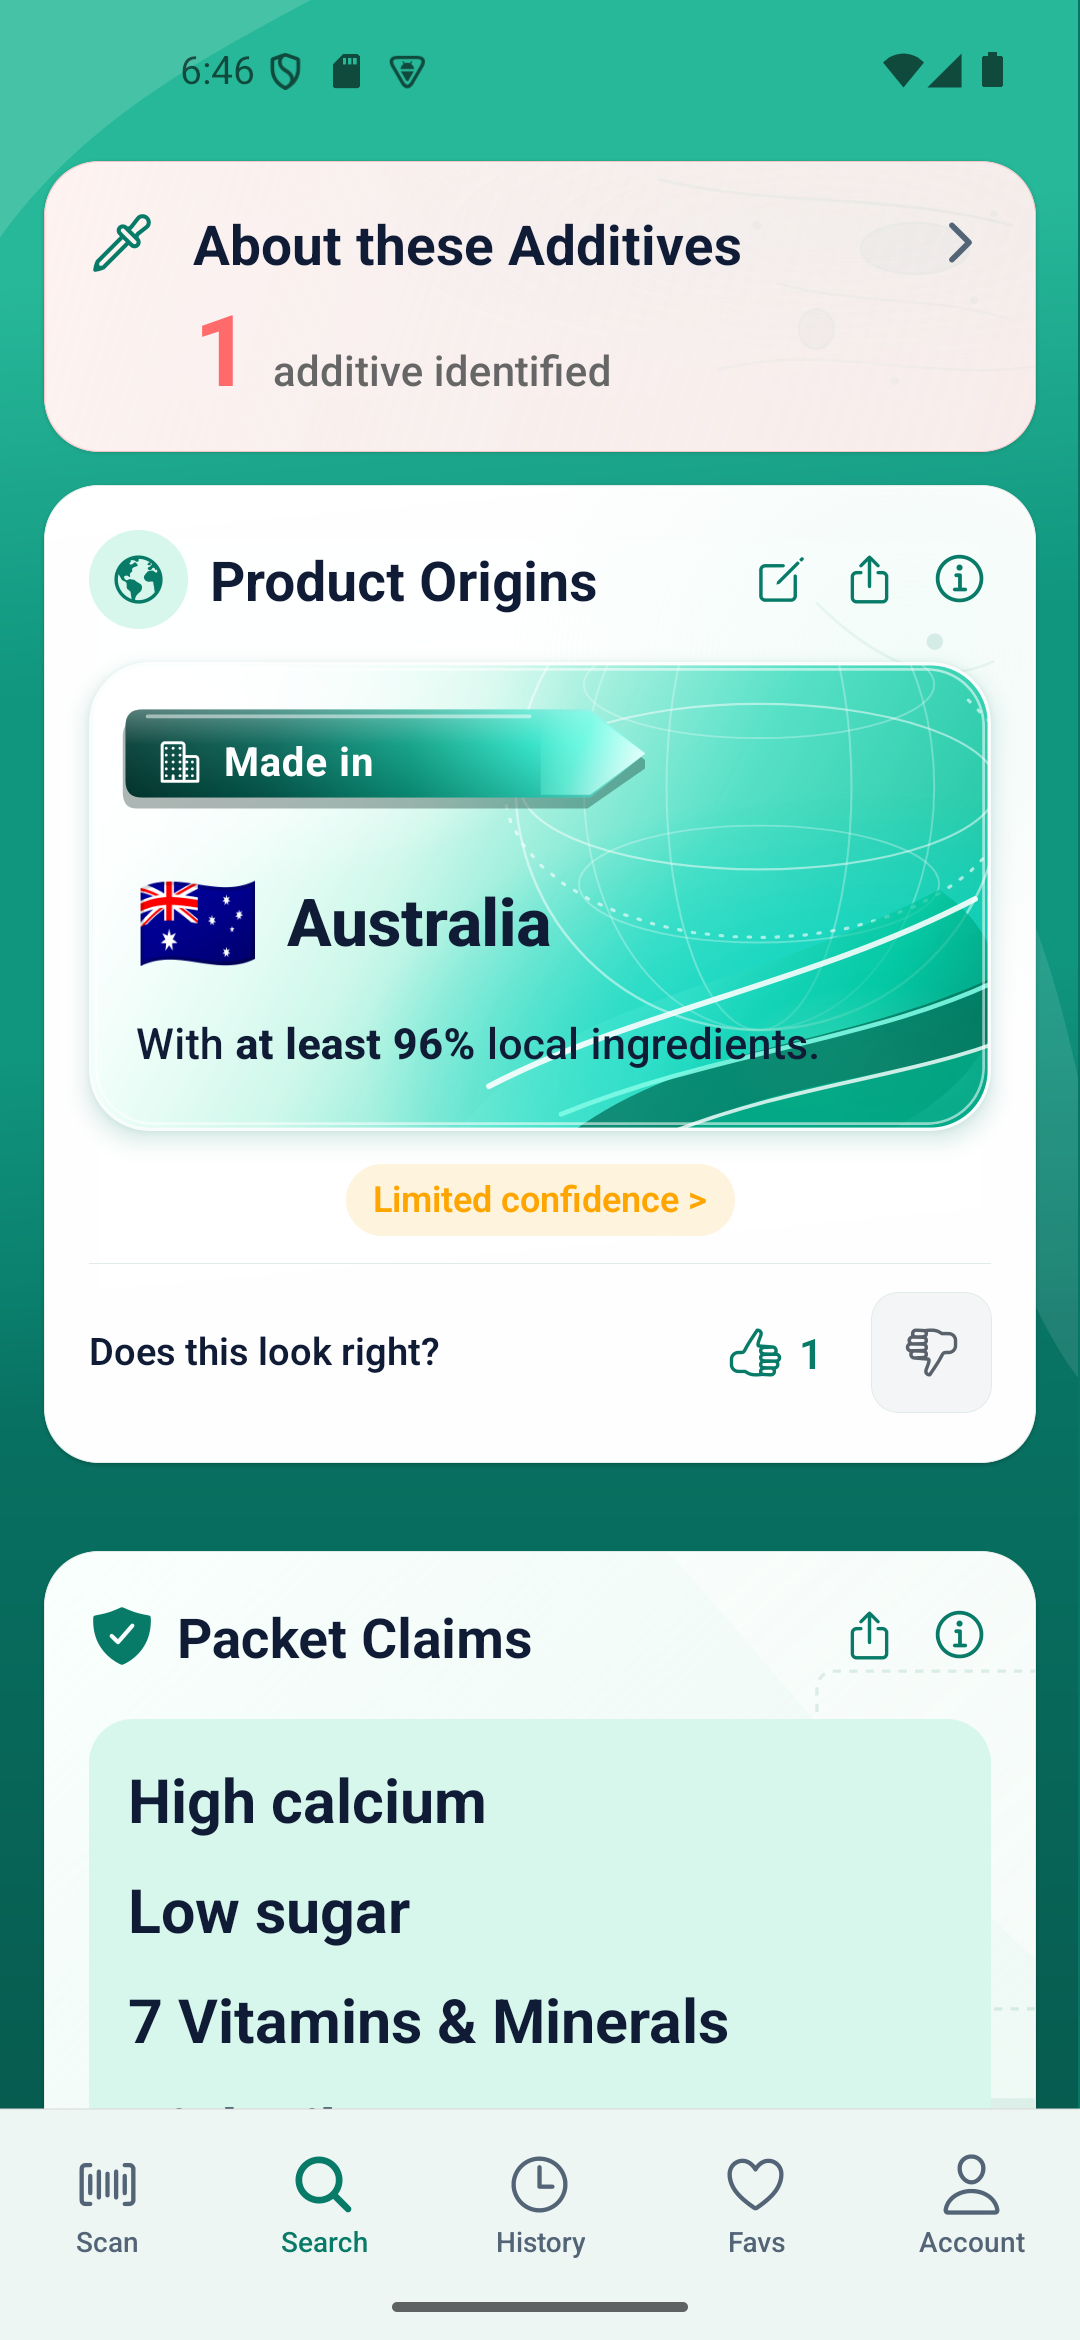 6:46
About these Additives
1 additive identified
Product Origins
Made in
Australia
With at least 96% local ingredients.
Limited confidence >
Does this look right?
1
Packet Claims
High calcium
Low sugar
7 Vitamins & Minerals
Scan
Search
History
Favs
Account